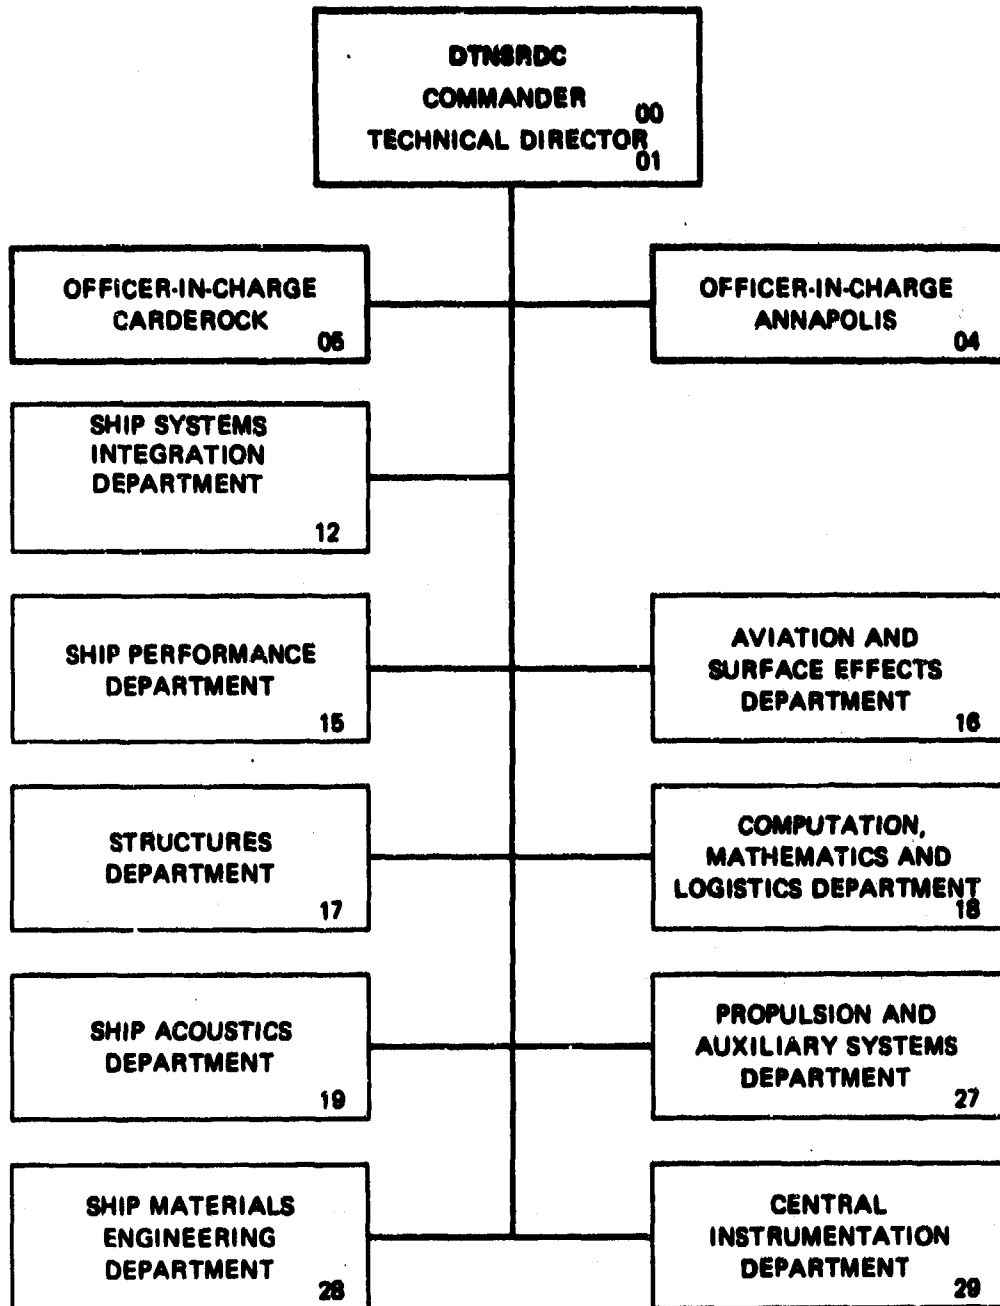 DTNSRDC
COMMANDER
00
TECHNICAL DIRECTOR
01
OFFICER-IN-CHARGE
CARDEROCK
05
OFFICER-IN-CHARGE
ANNAPOLIS
04
SHIP SYSTEMS
INTEGRATION
DEPARTMENT
12
SHIP PERFORMANCE
DEPARTMENT
15
AVIATION AND
SURFACE EFFECTS
DEPARTMENT
16
STRUCTURES
DEPARTMENT
17
COMPUTATION,
MATHEMATICS AND
LOGISTICS DEPARTMENT
18
SHIP ACOUSTICS
DEPARTMENT
19
PROPULSION AND
AUXILIARY SYSTEMS
DEPARTMENT
27
SHIP MATERIALS
ENGINEERING
DEPARTMENT
28
CENTRAL
INSTRUMENTATION
DEPARTMENT
29